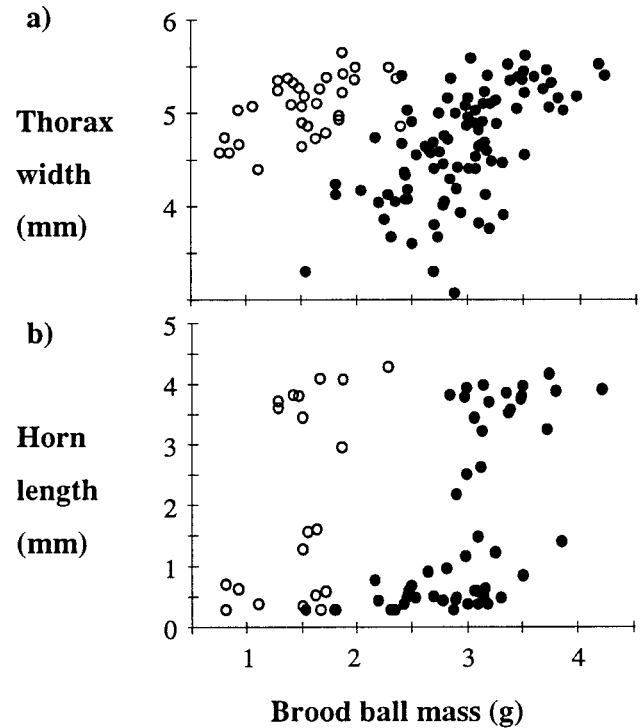 a)
6
Thorax
5
width
(mm)
4
b)
5
4
Horn
3
length
2
(mm)
1
0
1 2 3 4
Brood ball mass (g)